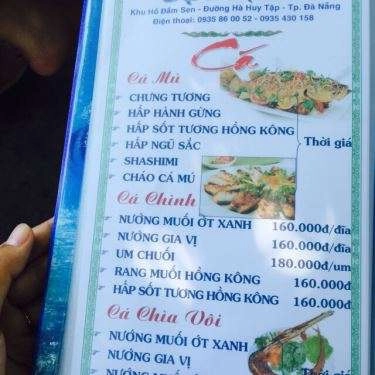 Khu Hồ Đầm Sen - Đường Hà Huy Tập - Tp. Đà Nẵng
Điện thoại: 0935 86 00 52 - 0935 430 158
Cá
Cá Mú
CHƯNG TƯƠNG
HẤP HÀNH GỪNG
HẤP SỐT TƯƠNG HỒNG KÔNG
HẤP NGŨ SẮC
SHASHIMI
CHÁO CÁ MÚ
Thời giá
Cá Chình
NƯỚNG MUỐI ỚT XANH 160.000đ/đĩa
NƯỚNG GIA VỊ 160.000đ/đĩa
UM CHUỐI 180.000đ/um
RANG MUỐI HỒNG KÔNG 160.000đ
HẤP SỐT TƯƠNG HỒNG KÔNG 160.000đ
Cá Chìa Vôi
NƯỚNG MUỐI ỚT XANH
NƯỚNG GIA VỊ
Thời giá